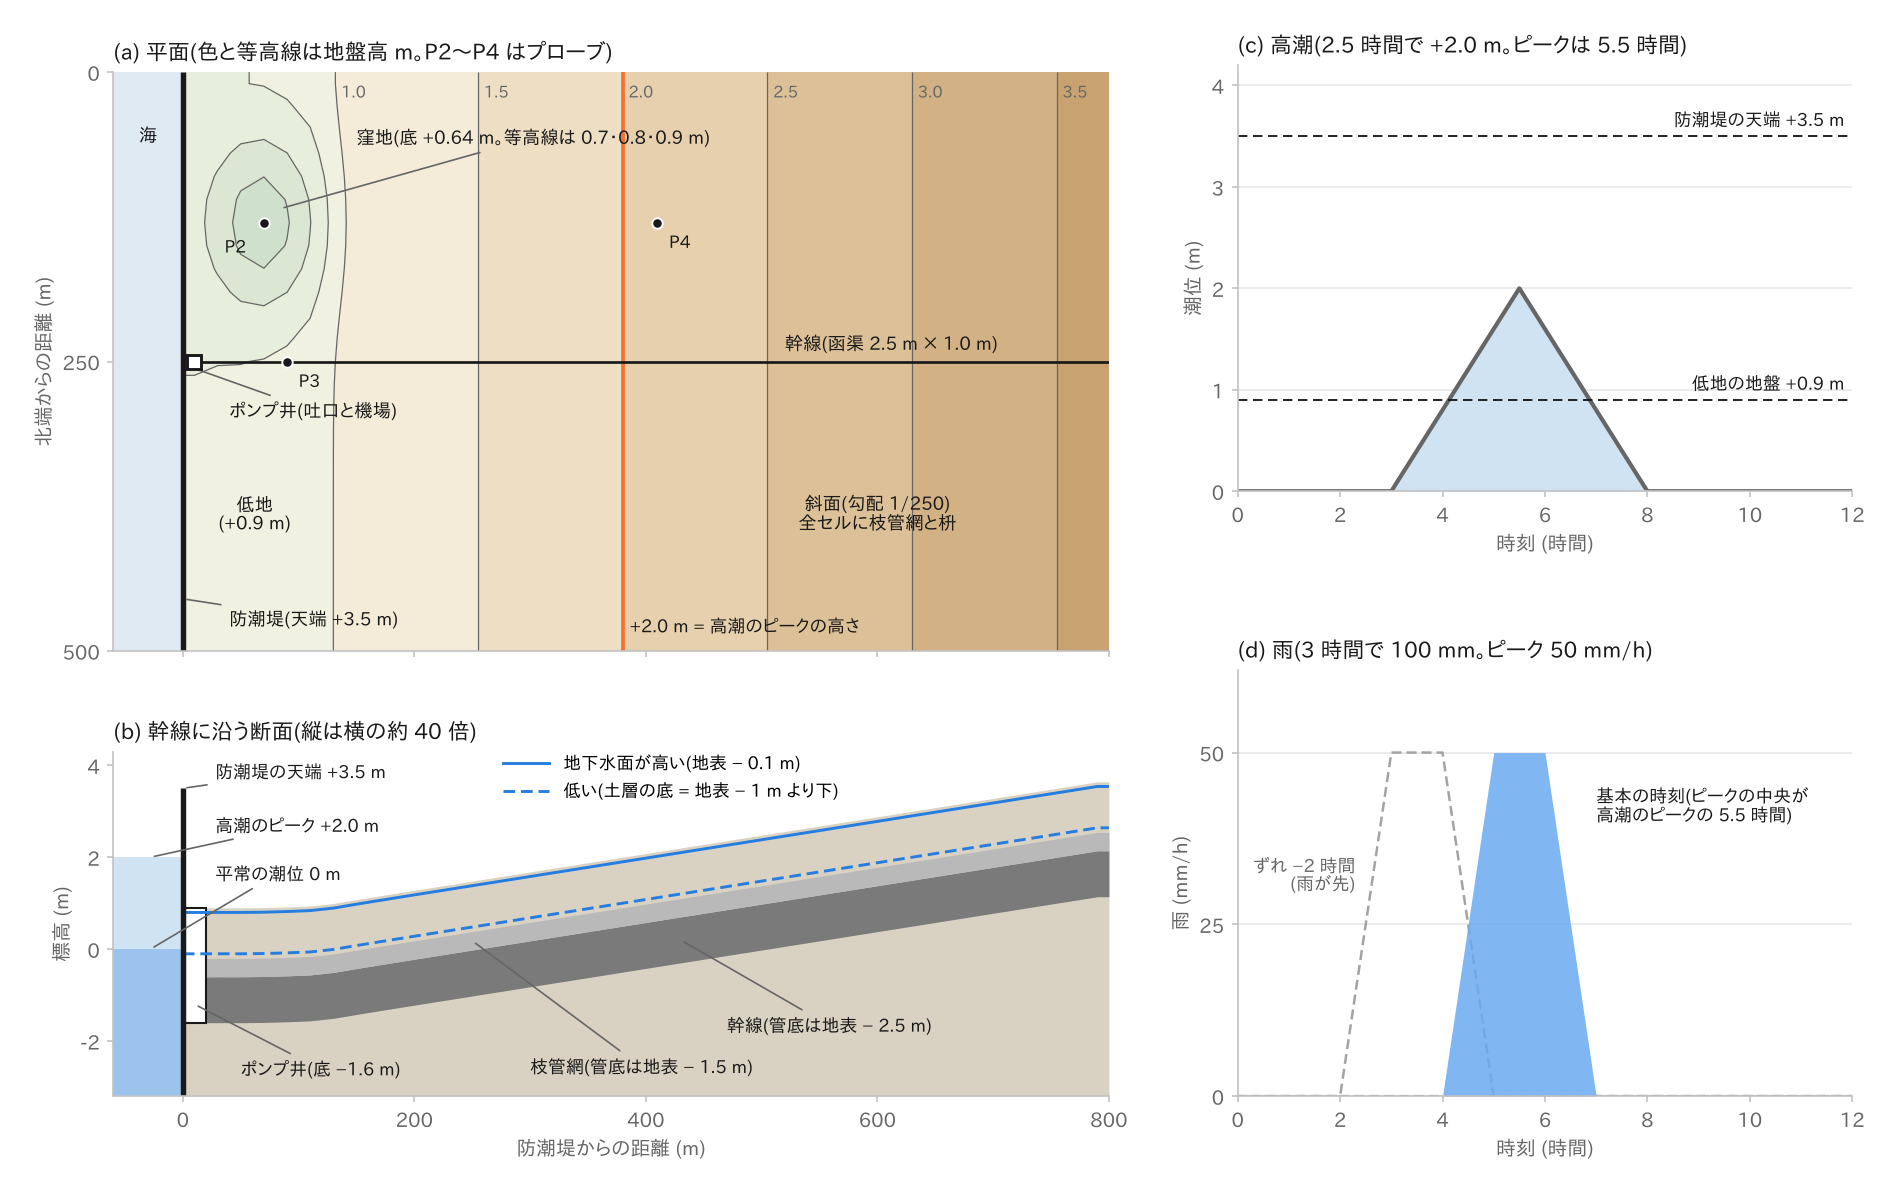 (a) 平面(色と等高線は地盤高 m。P2〜P4 はプローブ)
0
250
500
北端からの距離 (m)
海
1.0
1.5
2.0
2.5
3.0
3.5
窪地(底 +0.64 m。等高線は 0.7･0.8･0.9 m)
P2
P4
幹線(函渠 2.5 m × 1.0 m)
P3
ポンプ井(吐口と機場)
低地
(+0.9 m)
斜面(勾配 1/250)
全セルに枝管網と枡
防潮堤(天端 +3.5 m)
+2.0 m = 高潮のピークの高さ
(b) 幹線に沿う断面(縦は横の約 40 倍)
4
2
0
-2
標高 (m)
防潮堤の天端 +3.5 m
高潮のピーク +2.0 m
平常の潮位 0 m
地下水面が高い(地表 − 0.1 m)
低い(土層の底 = 地表 − 1 m より下)
幹線(管底は地表 − 2.5 m)
ポンプ井(底 −1.6 m)
枝管網(管底は地表 − 1.5 m)
0
200
400
600
800
防潮堤からの距離 (m)
(c) 高潮(2.5 時間で +2.0 m。ピークは 5.5 時間)
4
3
2
1
0
潮位 (m)
防潮堤の天端 +3.5 m
低地の地盤 +0.9 m
0
2
4
6
8
10
12
時刻 (時間)
(d) 雨(3 時間で 100 mm。ピーク 50 mm/h)
50
25
0
雨 (mm/h)
ずれ −2 時間
(雨が先)
基本の時刻(ピークの中央が
高潮のピークの 5.5 時間)
0
2
4
6
8
10
12
時刻 (時間)